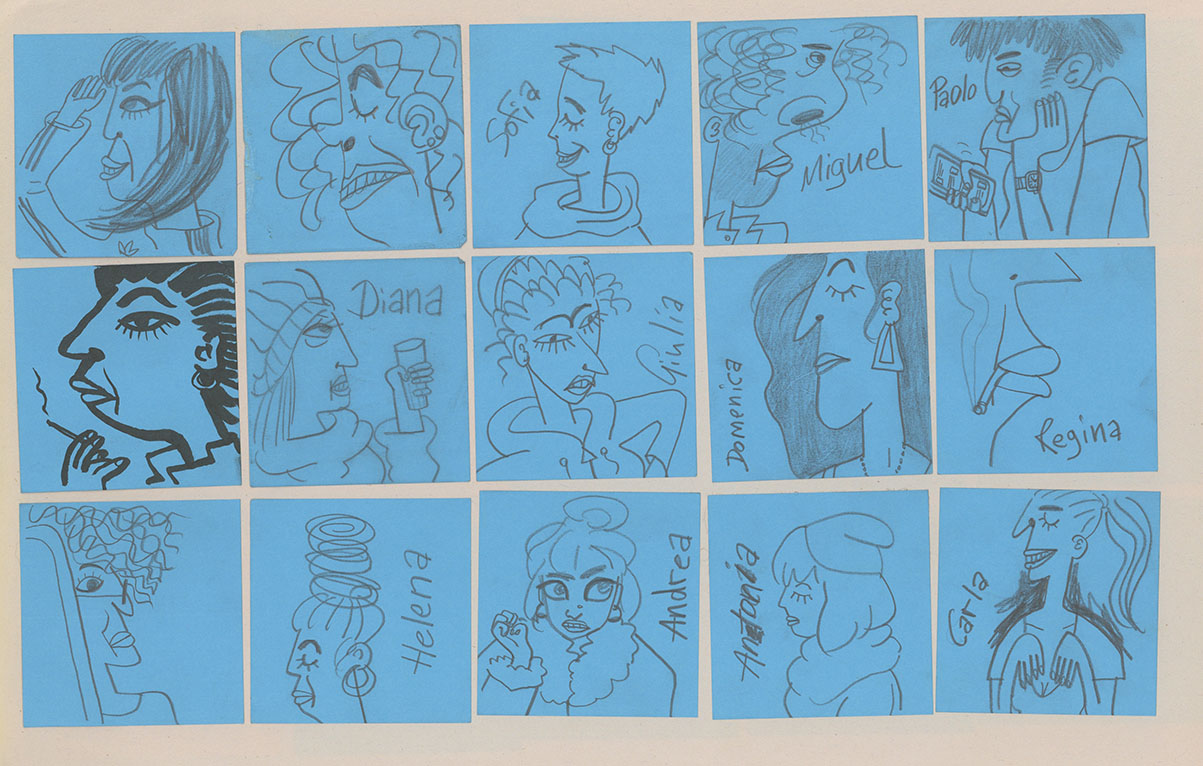 Sofia
Miguel
Paolo
Diana
Giulia
Domenica
Regina
Helena
Andrea
Antonia
Carla